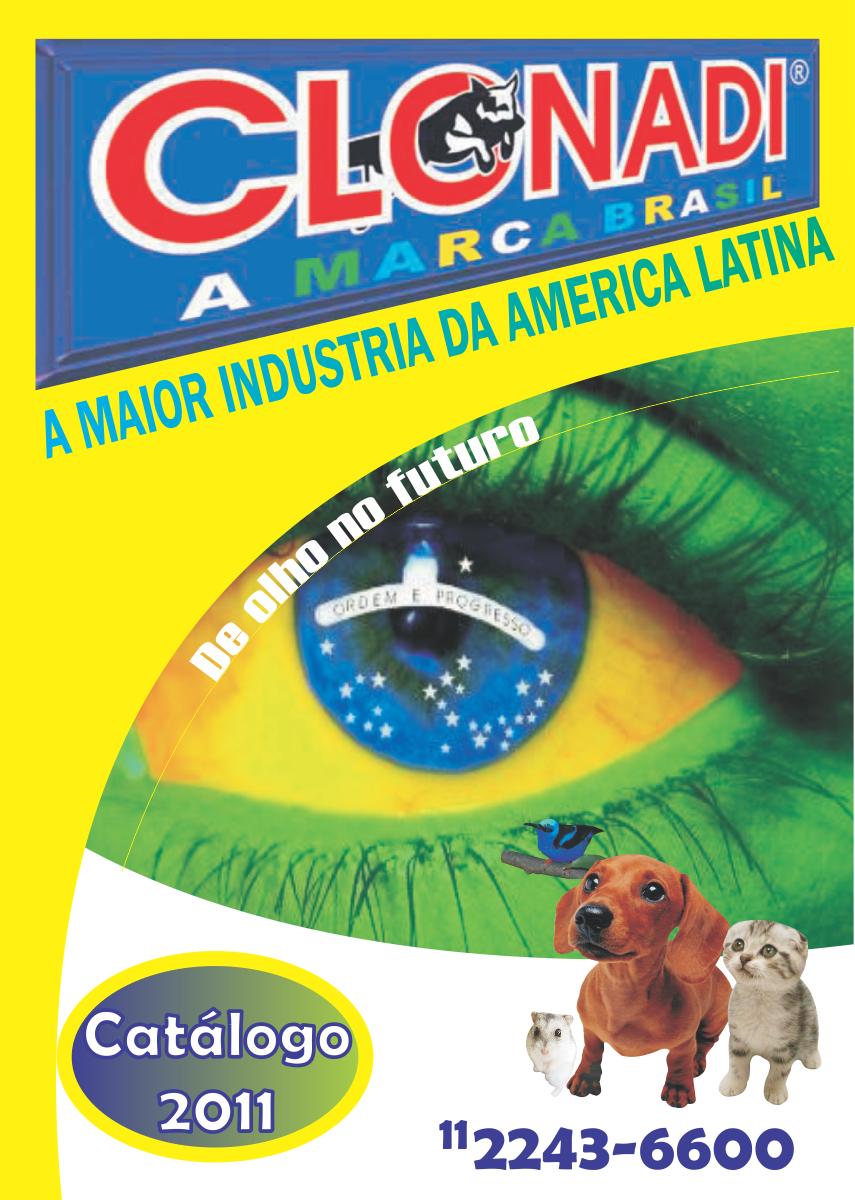 CLONADI®
A MARCA BRASIL
A MAIOR INDUSTRIA DA AMERICA LATINA
De olho no futuro
ORDEM E PROGRESSO
Catálogo
2011
11 2243-6600